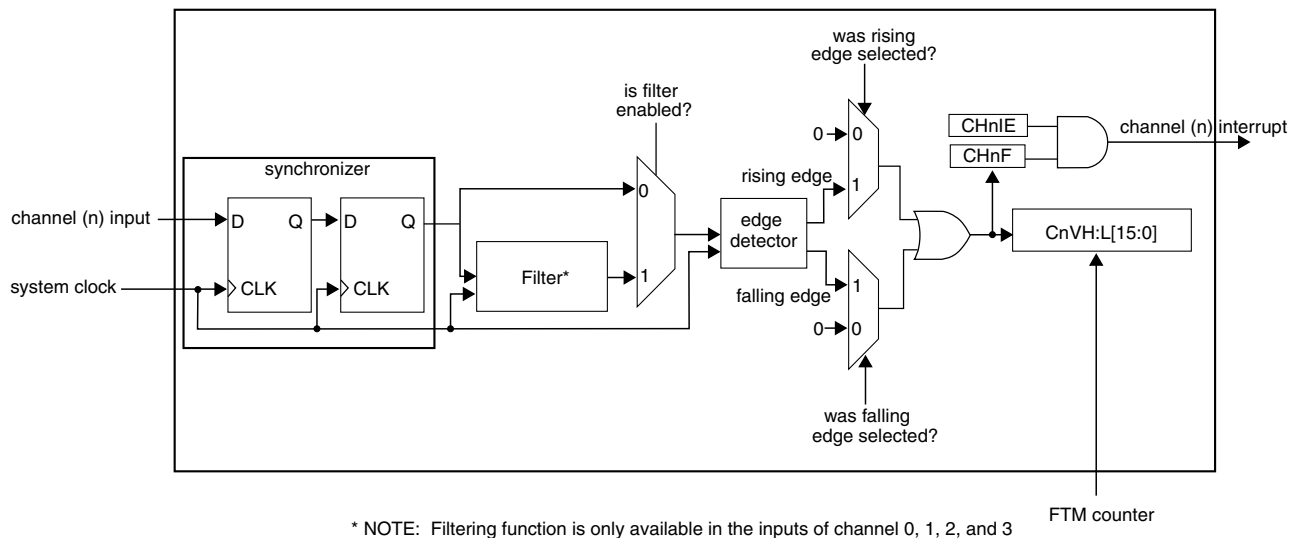 was rising
edge selected?
is filter
enabled?
0
0
CHnIE
channel (n) interrupt
CHnF
synchronizer
rising edge
1
0
channel (n) input
D
Q
D
Q
edge
detector
CnVH:L[15:0]
Filter*
1
system clock
CLK
CLK
falling edge
1
0
0
was falling
edge selected?
FTM counter
* NOTE: Filtering function is only available in the inputs of channel 0, 1, 2, and 3